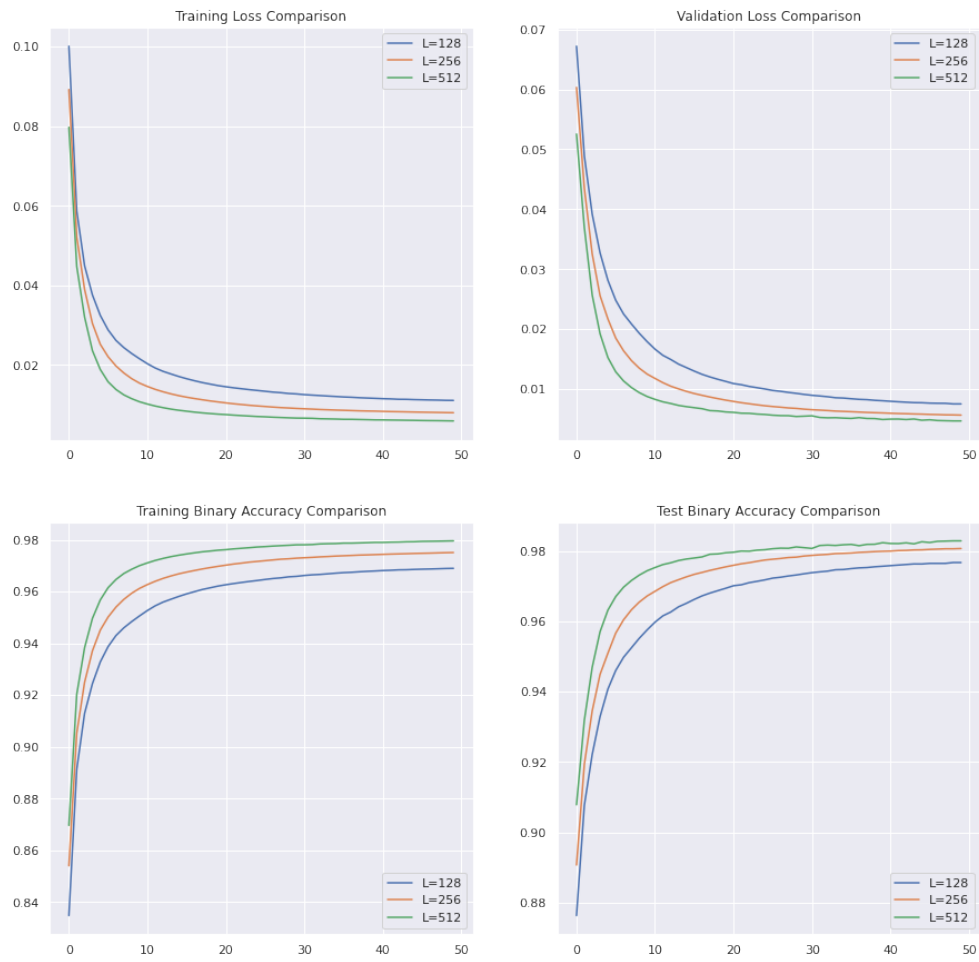 Training Loss Comparison
0.10
0.08
0.06
0.04
0.02
0 10 20 30 40 50
L=128
L=256
L=512
Validation Loss Comparison
0.07
0.06
0.05
0.04
0.03
0.02
0.01
0 10 20 30 40 50
L=128
L=256
L=512
Training Binary Accuracy Comparison
0.98
0.96
0.94
0.92
0.90
0.88
0.86
0.84
0 10 20 30 40 50
L=128
L=256
L=512
Test Binary Accuracy Comparison
0.98
0.96
0.94
0.92
0.90
0.88
0 10 20 30 40 50
L=128
L=256
L=512